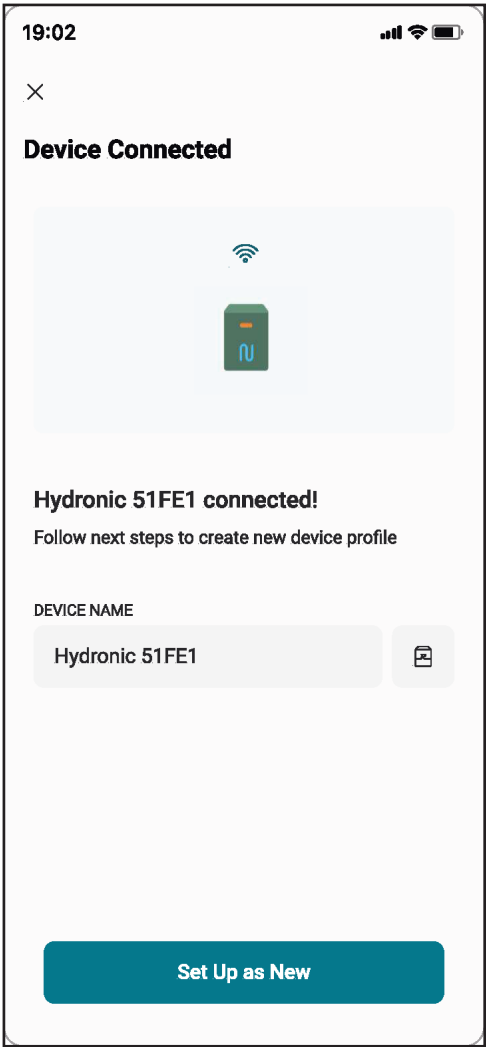 19:02
Device Connected
Hydronic 51FE1 connected!
Follow next steps to create new device profile
DEVICE NAME
Hydronic 51FE1
Set Up as New